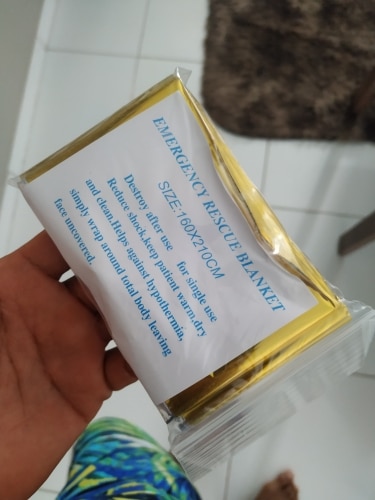 EMERGENCY RESCUE BLANKET
SIZE:160X210CM
Destroy after use for single use
Reduce shock,keep patient warm,dry
and clean.Helps against hypothermia,
simply wrap around total body leaving
face uncovered.